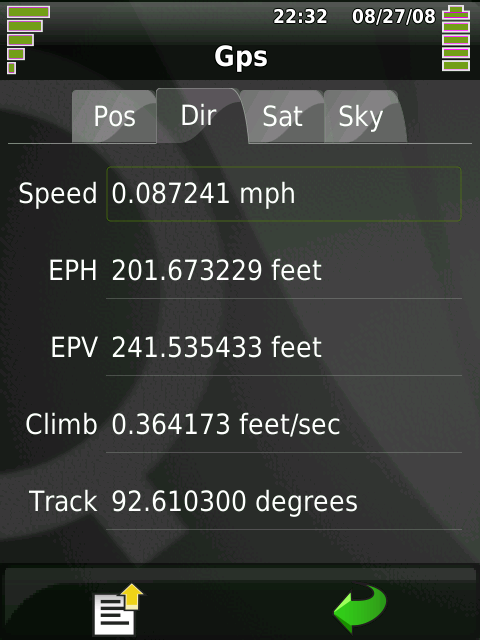 22:32 08/27/08
Gps
Pos Dir Sat Sky
Speed 0.087241 mph
EPH 201.673229 feet
EPV 241.535433 feet
Climb 0.364173 feet/sec
Track 92.610300 degrees